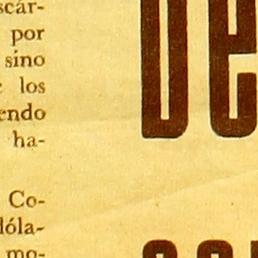 scár-
por
sino
los
endo
ha-
Co-
dóla-
mo-
De